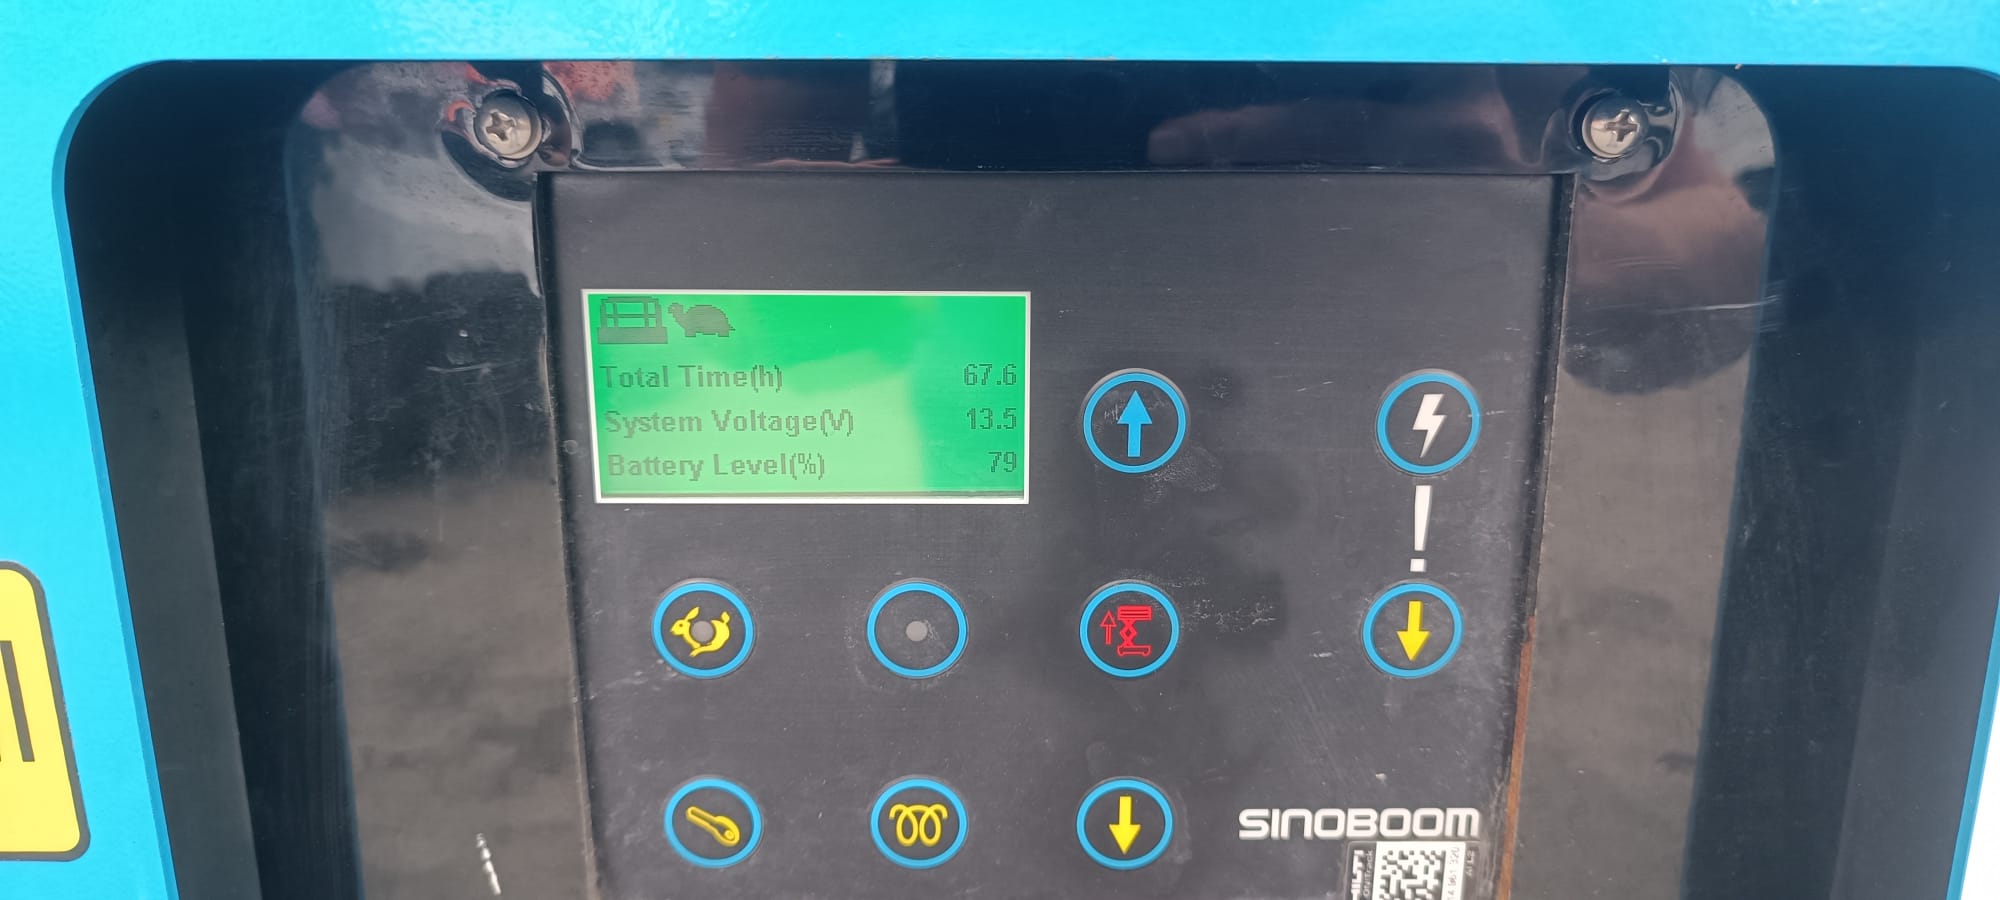 Total Time(h) 67.6
System Voltage(V) 13.5
Battery Level(%) 79
!
SINOBOOM